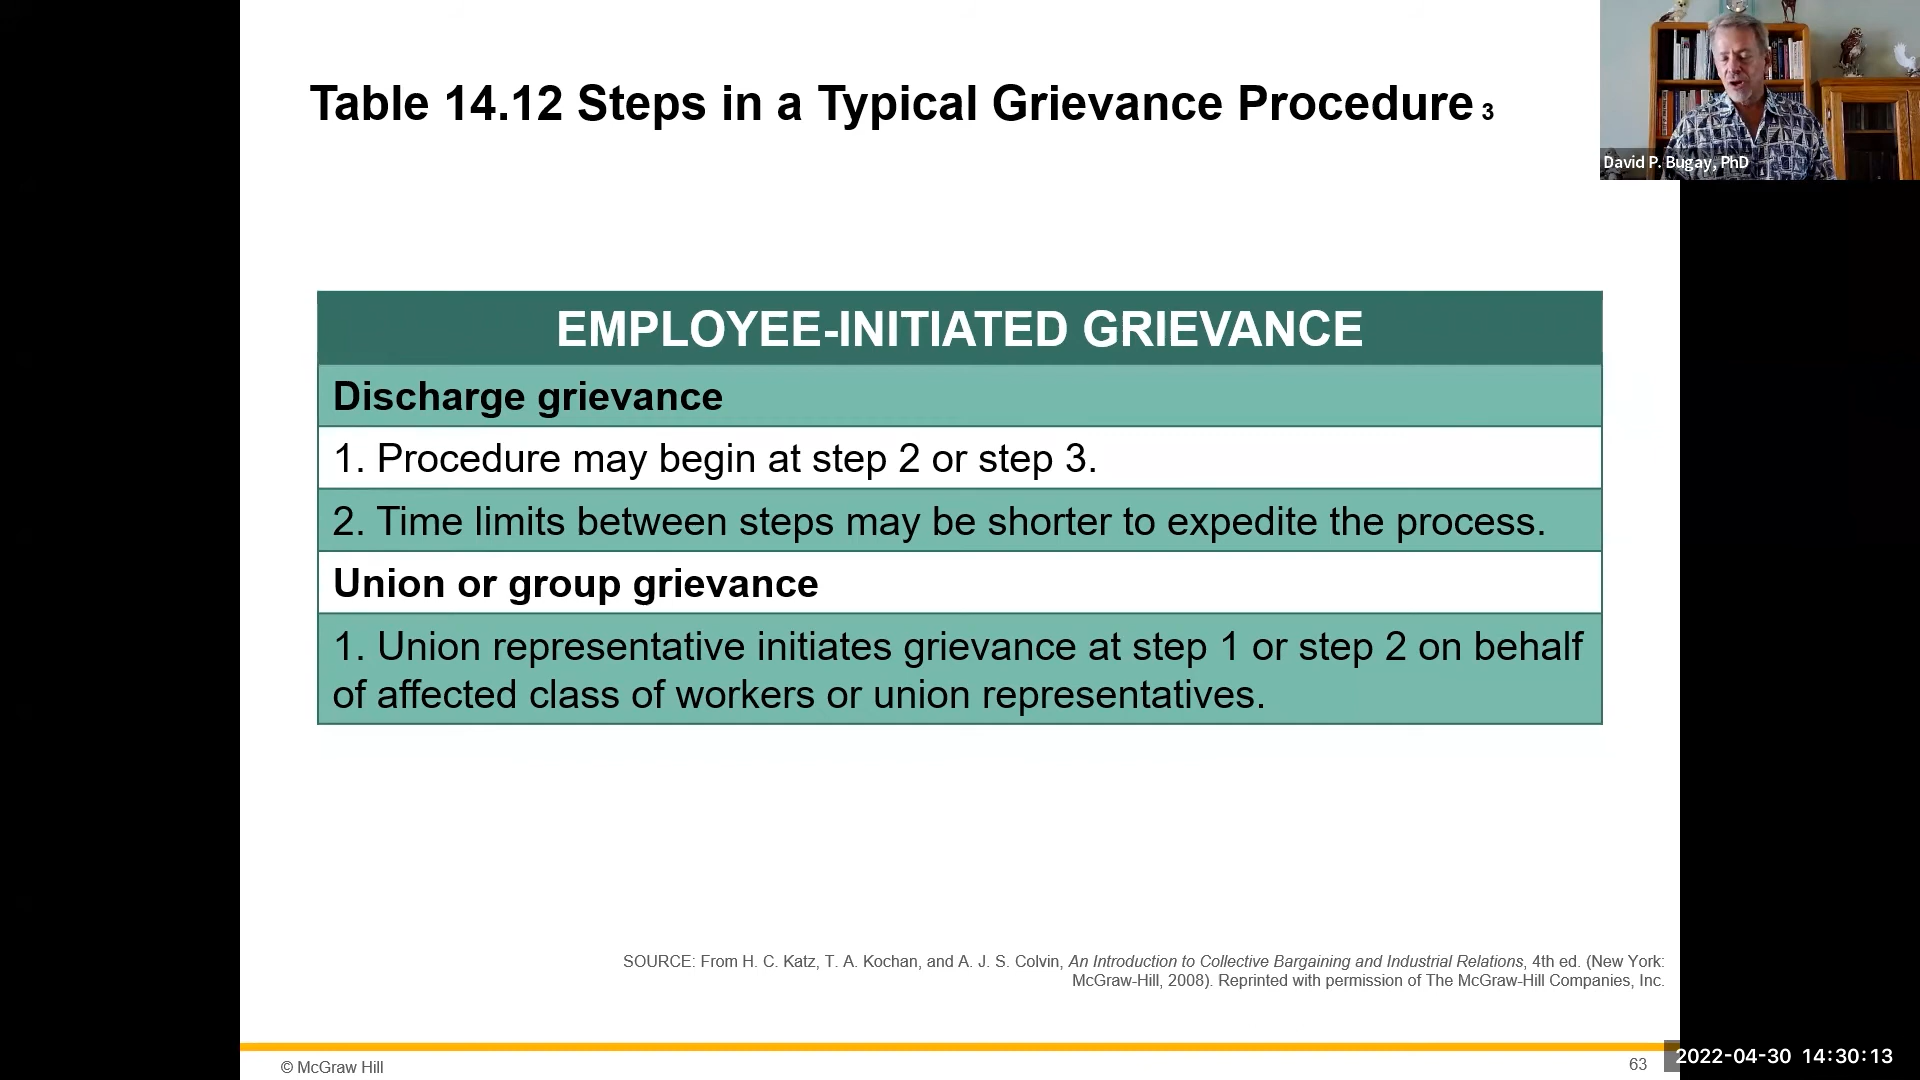 Table 14.12 Steps in a Typical Grievance Procedure 3
David P. Bugay, PhD
EMPLOYEE-INITIATED GRIEVANCE
Discharge grievance
1. Procedure may begin at step 2 or step 3.
2. Time limits between steps may be shorter to expedite the process.
Union or group grievance
1. Union representative initiates grievance at step 1 or step 2 on behalf
of affected class of workers or union representatives.
SOURCE: From H. C. Katz, T. A. Kochan, and A. J. S. Colvin, An Introduction to Collective Bargaining and Industrial Relations, 4th ed. (New York:
McGraw-Hill, 2008). Reprinted with permission of The McGraw-Hill Companies, Inc.
© McGraw Hill
63
2022-04-30 14:30:13